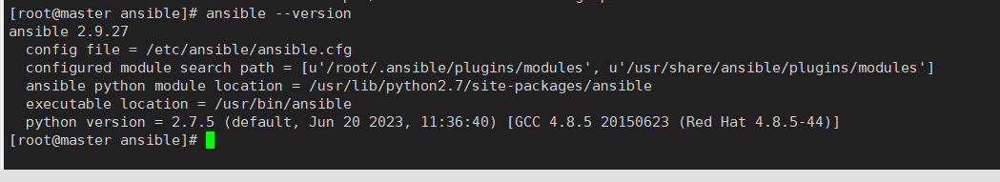 [root@master ansible]# ansible --version
ansible 2.9.27
  config file = /etc/ansible/ansible.cfg
  configured module search path = [u'/root/.ansible/plugins/modules', u'/usr/share/ansible/plugins/modules']
  ansible python module location = /usr/lib/python2.7/site-packages/ansible
  executable location = /usr/bin/ansible
  python version = 2.7.5 (default, Jun 20 2023, 11:36:40) [GCC 4.8.5 20150623 (Red Hat 4.8.5-44)]
[root@master ansible]#